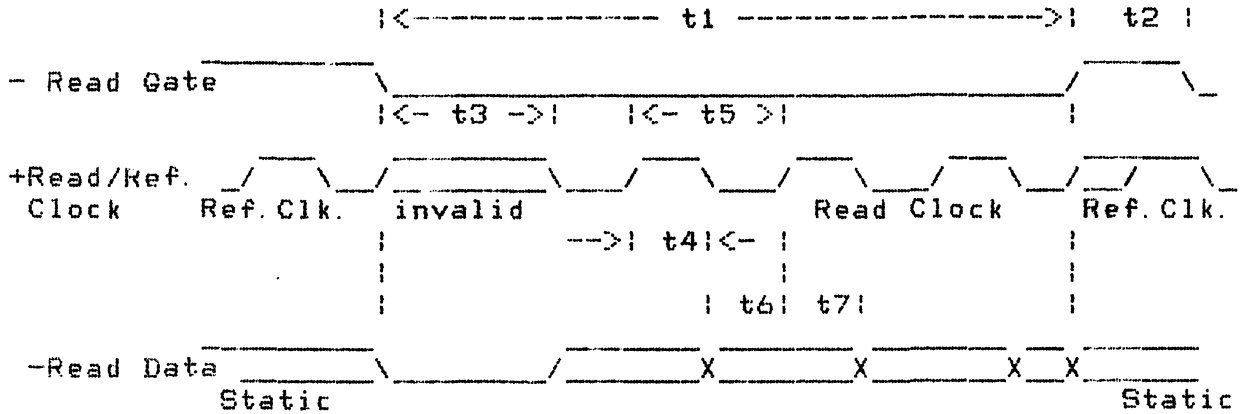 t1 t2
- Read Gate
t3 t5
+Read/Ref.
Clock Ref. Clk. invalid Read Clock Ref. Clk.
t4
t6 t7
-Read Data
Static Static